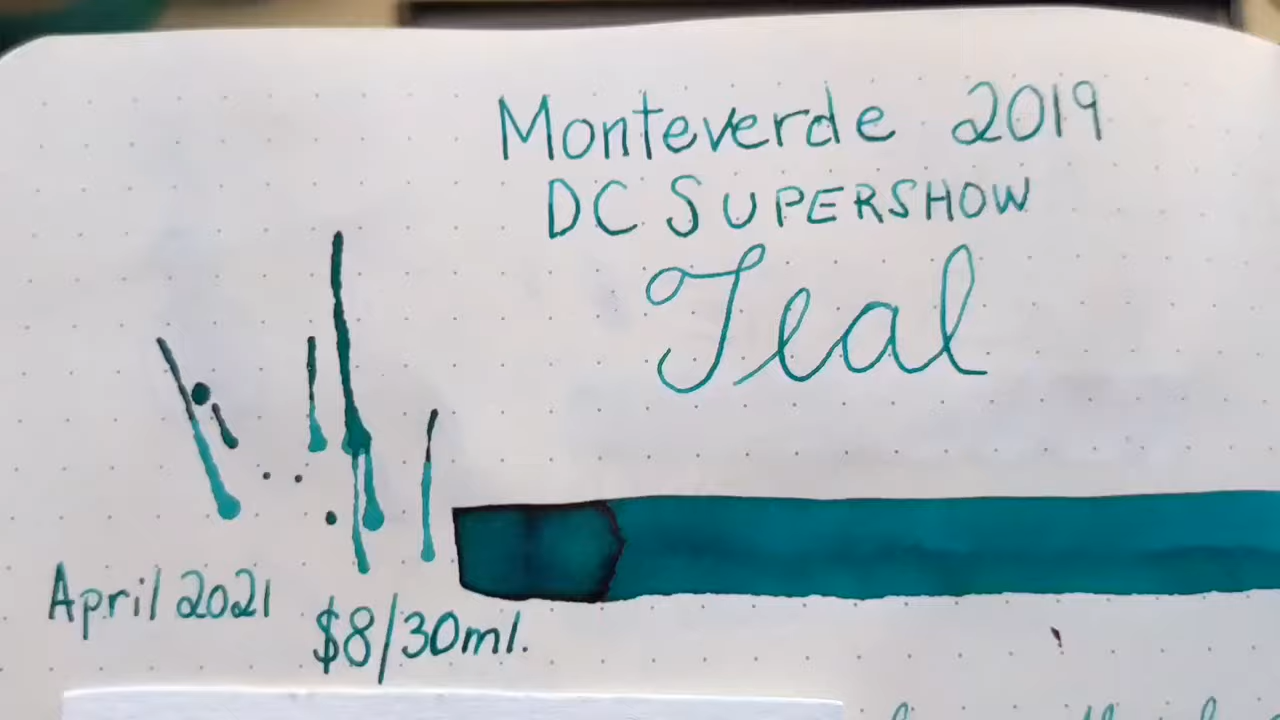 Monteverde 2019
DC SUPERSHOW
Teal
April 2021
$8/30ml.